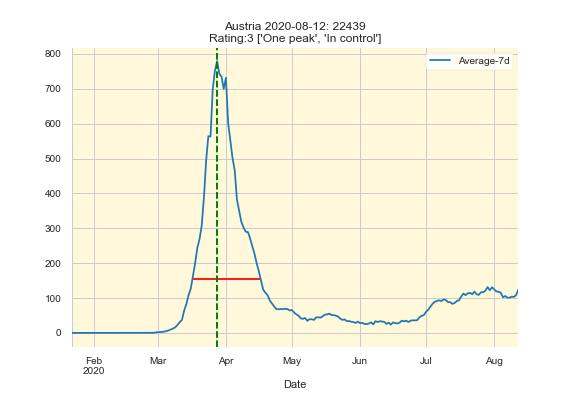 Austria 2020-08-12: 22439
Rating:3 ['One peak', 'In control']
Average-7d
800
700
600
500
400
300
200
100
0
Feb
2020
Mar
Apr
May
Jun
Jul
Aug
Date